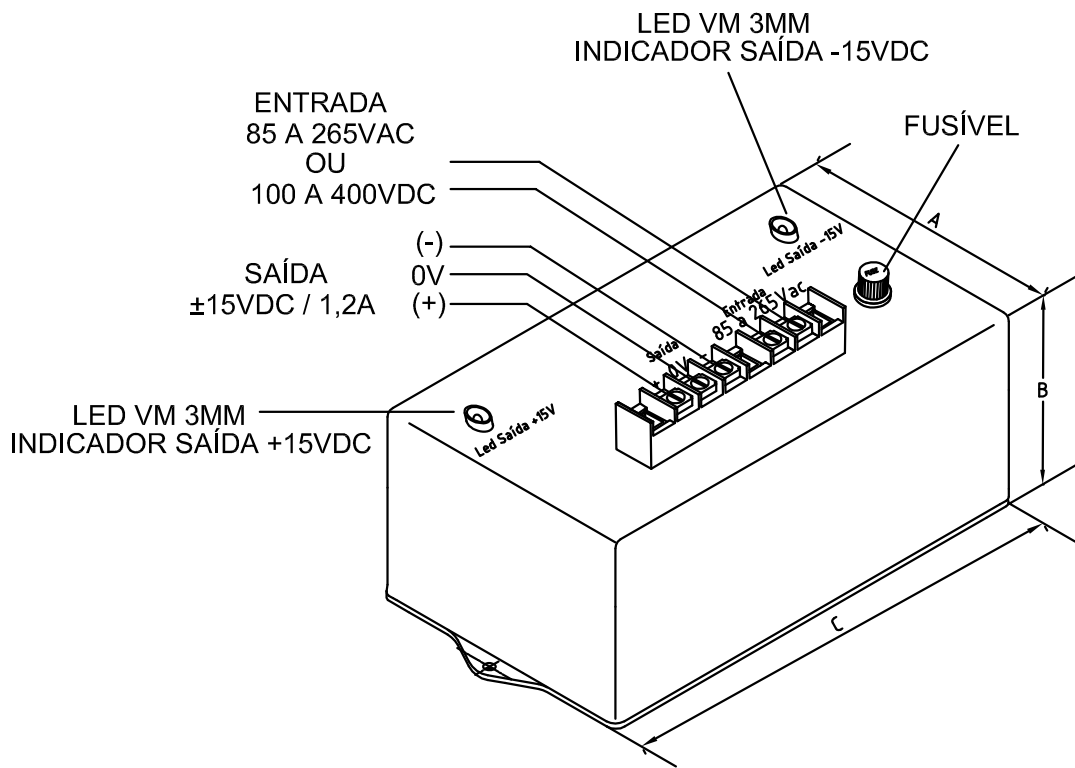 LED VM 3MM
INDICADOR SAÍDA -15VDC
ENTRADA
85 A 265VAC
OU
100 A 400VDC
FUSÍVEL
(-)
SAÍDA 0V
±15VDC / 1,2A (+)
LED VM 3MM
INDICADOR SAÍDA +15VDC
Led Saída -15V
Entrada
85 a 265Vac
Saída
Led Saída +15V
A
B
C